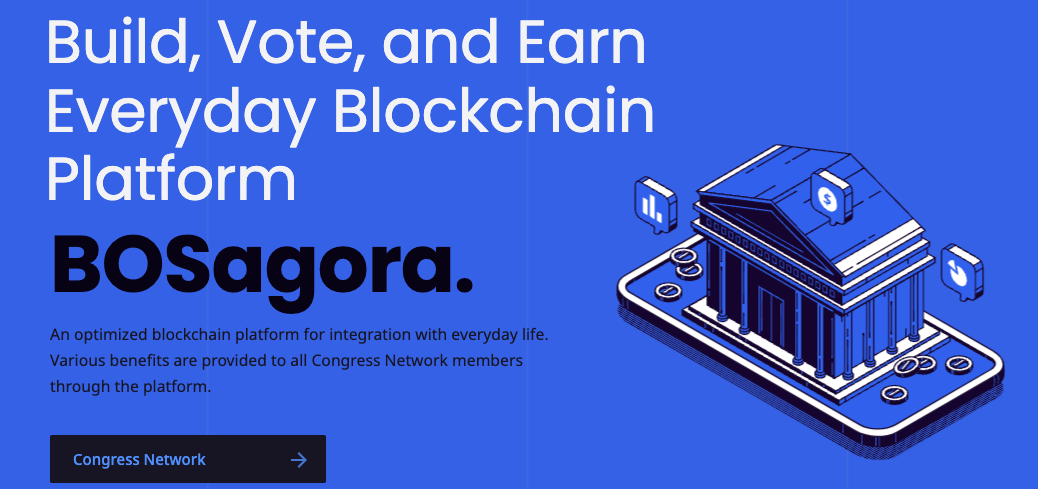 Build, Vote, and Earn
Everyday Blockchain
Platform
BOSagora.
An optimized blockchain platform for integration with everyday life.
Various benefits are provided to all Congress Network members
through the platform.
Congress Network